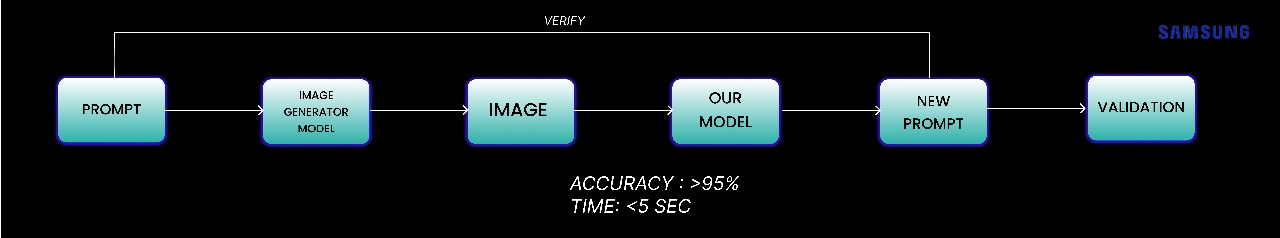 VERIFY
SAMSUNG
PROMPT
IMAGE
GENERATOR
MODEL
IMAGE
OUR
MODEL
NEW
PROMPT
VALIDATION
ACCURACY : >95%
TIME: <5 SEC